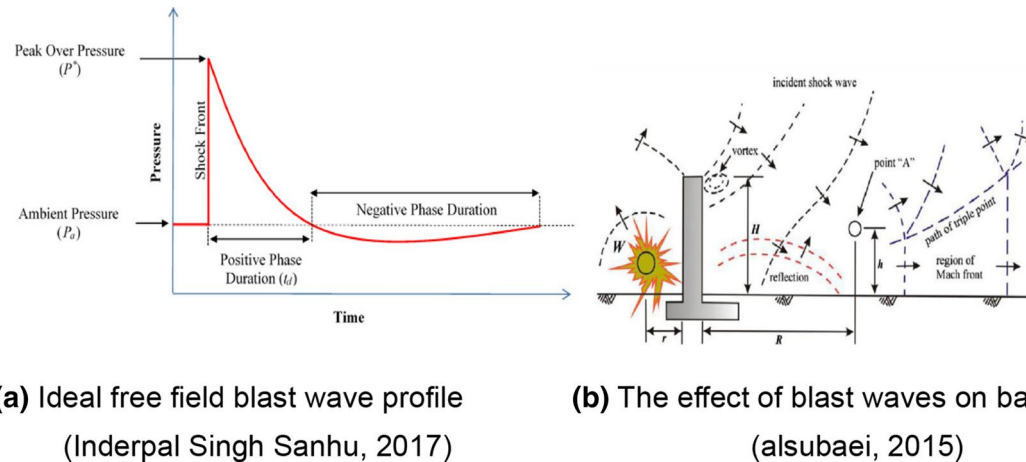 Peak Over Pressure
(P*)
Shock Front
Pressure
Ambient Pressure
(Pa)
Negative Phase Duration
Positive Phase
Duration (td)
Time
incident shock wave
vortex
point "A"
W
H
h
path of triple point
region of
Mach front
reflection
r
R
(a) Ideal free field blast wave profile
(Inderpal Singh Sanhu, 2017)
(b) The effect of blast waves on ba
(alsubaei, 2015)